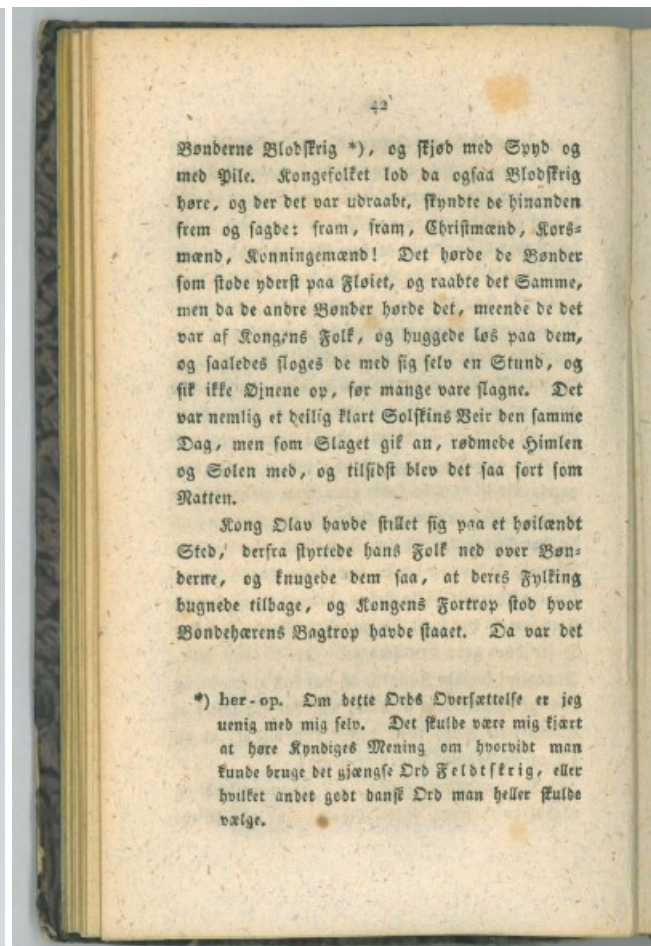 42
Bønderne Blodskrig *), og skjød med Spyd og
med Pile. Kongefolket lod da ogsaa Blodskrig
høre, og der det var udraabt, skyndte de hinanden
frem og sagde: fram, fram, Christmænd, Kors-
mænd, Konningemænd! Det hørde de Bønder
som stode yderst paa Fløiet, og raabte det Samme,
men da de andre Bønder hørde det, meende de det
var af Kongens Folk, og huggede løs paa dem,
og saaledes sloges de med sig selv en Stund, og
fik ikke Øjnene op, før mange vare slagne. Det
var nemlig et deilig klart Solskins Veir den samme
Dag, men som Slaget gik an, rødmede Himlen
og Solen med, og tilsidst blev det saa sort som
Natten.
Kong Olav havde stillet sig paa et høilændt
Sted, derfra styrtede hans Folk ned over Bøn-
derne, og knugede dem saa, at deres Fylking
bugnede tilbage, og Kongens Fortrop stod hvor
Bondehærens Bagtrop havde staaet. Da var det
*) her-op. Om dette Ords Oversættelse er jeg
uenig med mig selv. Det skulde være mig kjært
at høre Kyndiges Mening om hvorvidt man
kunde bruge det gjængse Ord Feldtskrig, eller
hvilket andet godt dansk Ord man heller skulde
vælge.